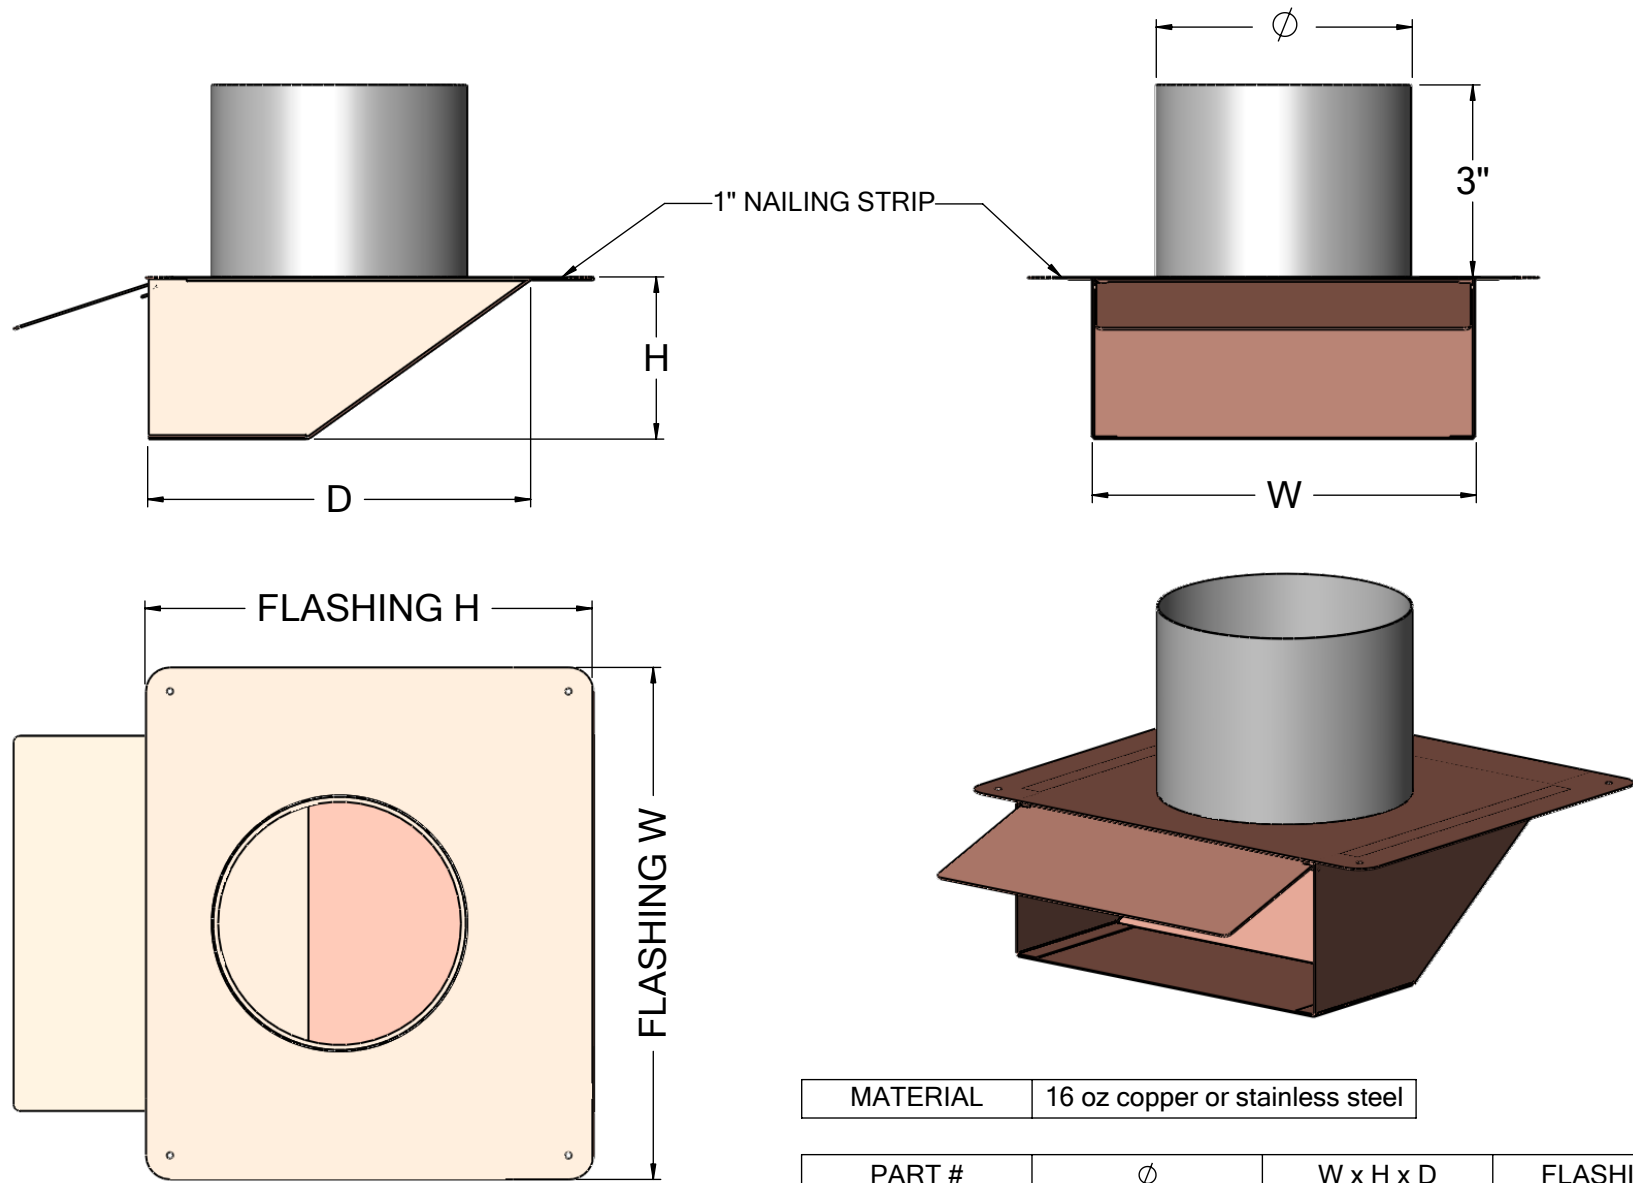 Ø
3"
1" NAILING STRIP
H
D
W
FLASHING H
FLASHING W
MATERIAL 16 oz copper or stainless steel
PART # Ø W x H x D